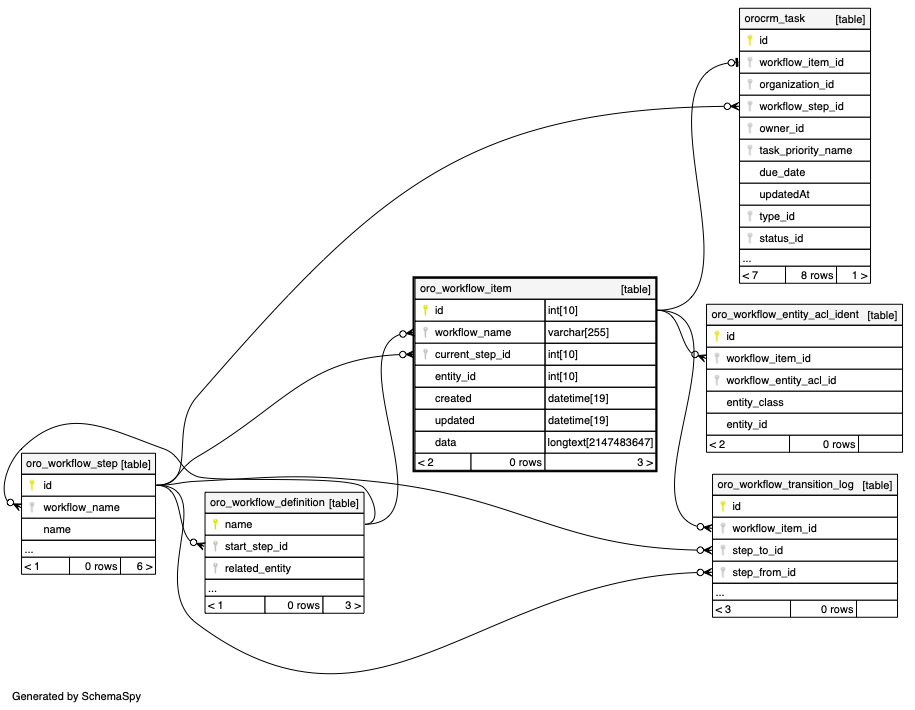 orocrm_task [table]
id
workflow_item_id
organization_id
workflow_step_id
owner_id
task_priority_name
due_date
updatedAt
type_id
status_id
...
< 7 8 rows 1 >
oro_workflow_item [table]
id int[10]
workflow_name varchar[255]
current_step_id int[10]
entity_id int[10]
created datetime[19]
updated datetime[19]
data longtext[2147483647]
< 2 0 rows 3 >
oro_workflow_entity_acl_ident [table]
id
workflow_item_id
workflow_entity_acl_id
entity_class
entity_id
< 2 0 rows
oro_workflow_step [table]
id
workflow_name
name
...
< 1 0 rows 6 >
oro_workflow_definition [table]
name
start_step_id
related_entity
...
< 1 0 rows 3 >
oro_workflow_transition_log [table]
id
workflow_item_id
step_to_id
step_from_id
...
< 3 0 rows
Generated by SchemaSpy